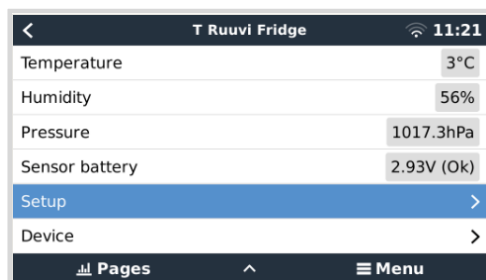 T Ruuvi Fridge 11:21
Temperature 3°C
Humidity 56%
Pressure 1017.3hPa
Sensor battery 2.93V (Ok)
Setup
Device
Pages Menu